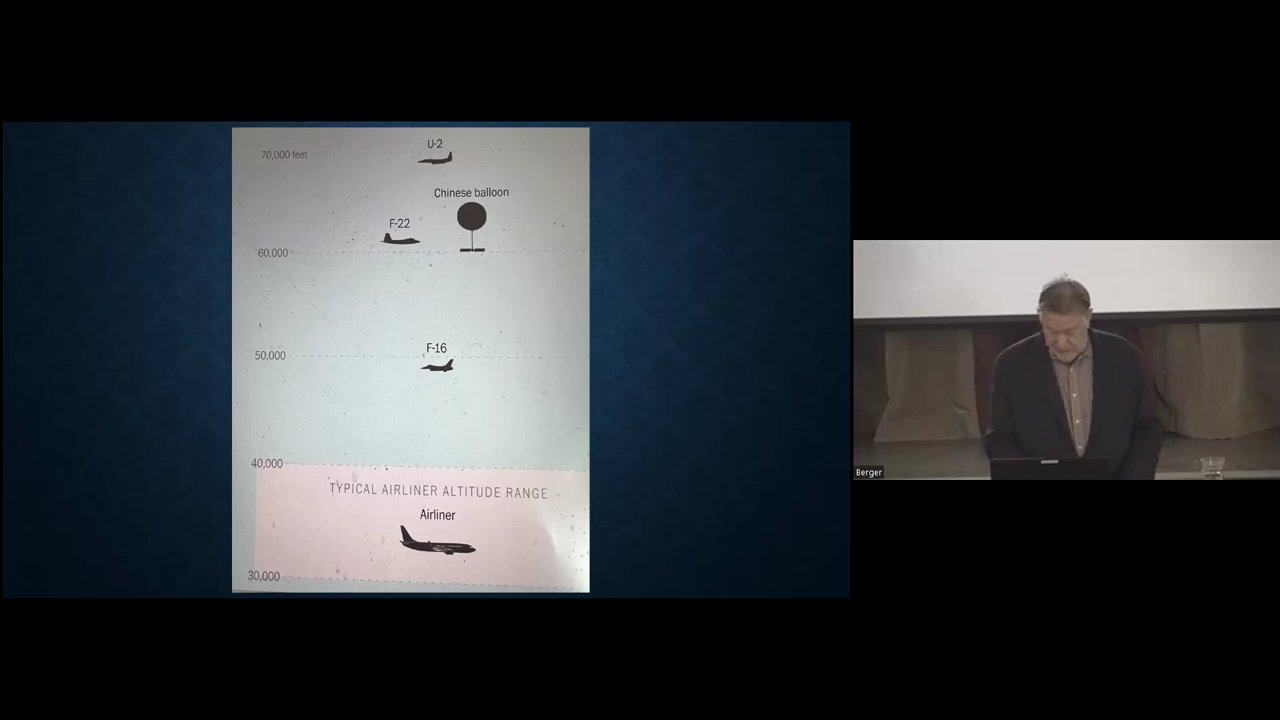 U-2
70,000 feet
Chinese balloon
F-22
60,000
F-16
50,000
40,000
TYPICAL AIRLINER ALTITUDE RANGE
Airliner
30,000
Berger